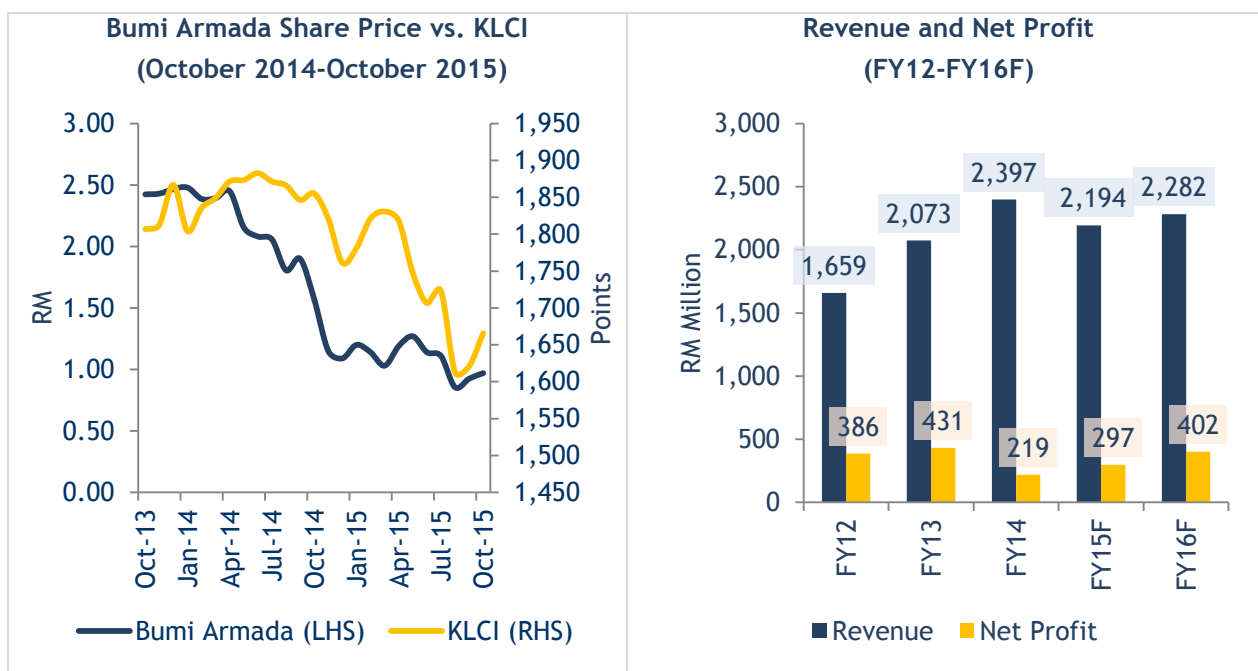 Bumi Armada Share Price vs. KLCI
(October 2014-October 2015)
3.00
2.50
2.00
1.50
1.00
0.50
0.00
RM
1,950
1,900
1,850
1,800
1,750
1,700
1,650
1,600
1,550
1,500
1,450
Points
Oct-13
Jan-14
Apr-14
Jul-14
Oct-14
Jan-15
Apr-15
Jul-15
Oct-15
Bumi Armada (LHS)
KLCI (RHS)
Revenue and Net Profit
(FY12-FY16F)
3,000
2,500
2,000
1,500
1,000
500
0
RM Million
1,659
2,073
2,397
2,194
2,282
386
431
219
297
402
FY12
FY13
FY14
FY15F
FY16F
Revenue
Net Profit